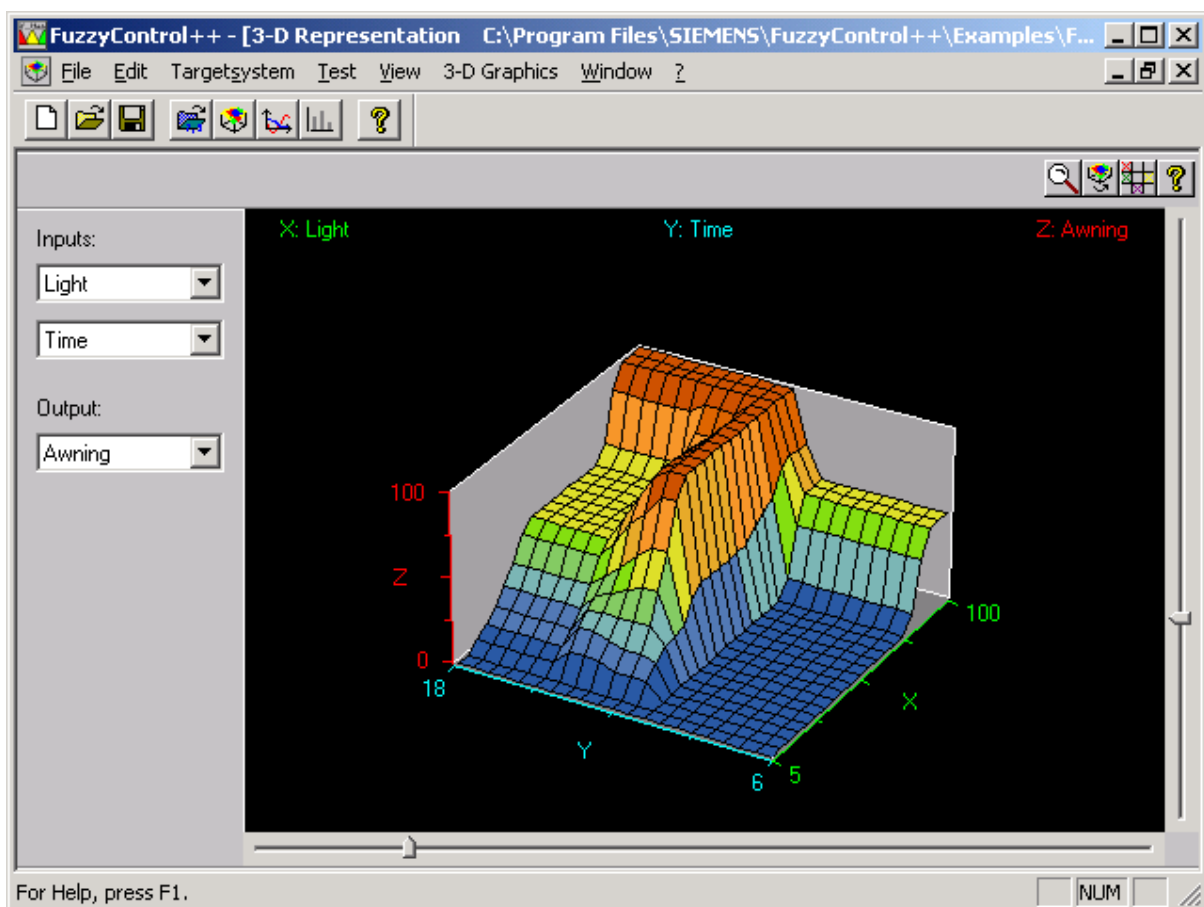 FuzzyControl++ - [3-D Representation C:\Program Files\SIEMENS\FuzzyControl++\Examples\F...
File Edit Targetsystem Test View 3-D Graphics Window ?
Inputs:
Light
Time
Output:
Awning
X: Light Y: Time Z: Awning
100
Z
0
18
Y
6
5
X
100
For Help, press F1.
NUM